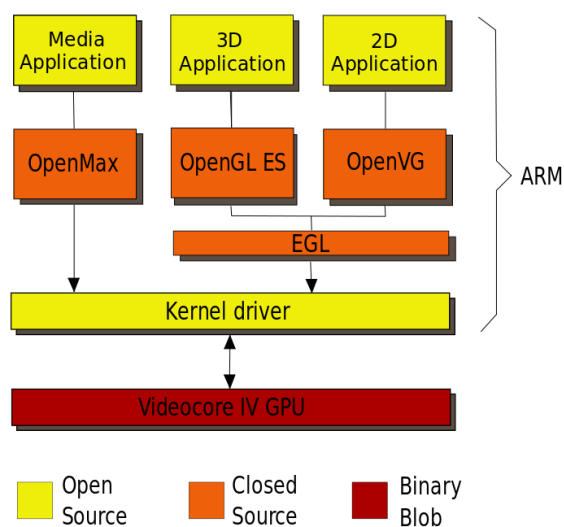 Media
Application
3D
Application
2D
Application
OpenMax
OpenGL ES
OpenVG
ARM
EGL
Kernel driver
Videocore IV GPU
Open
Source
Closed
Source
Binary
Blob